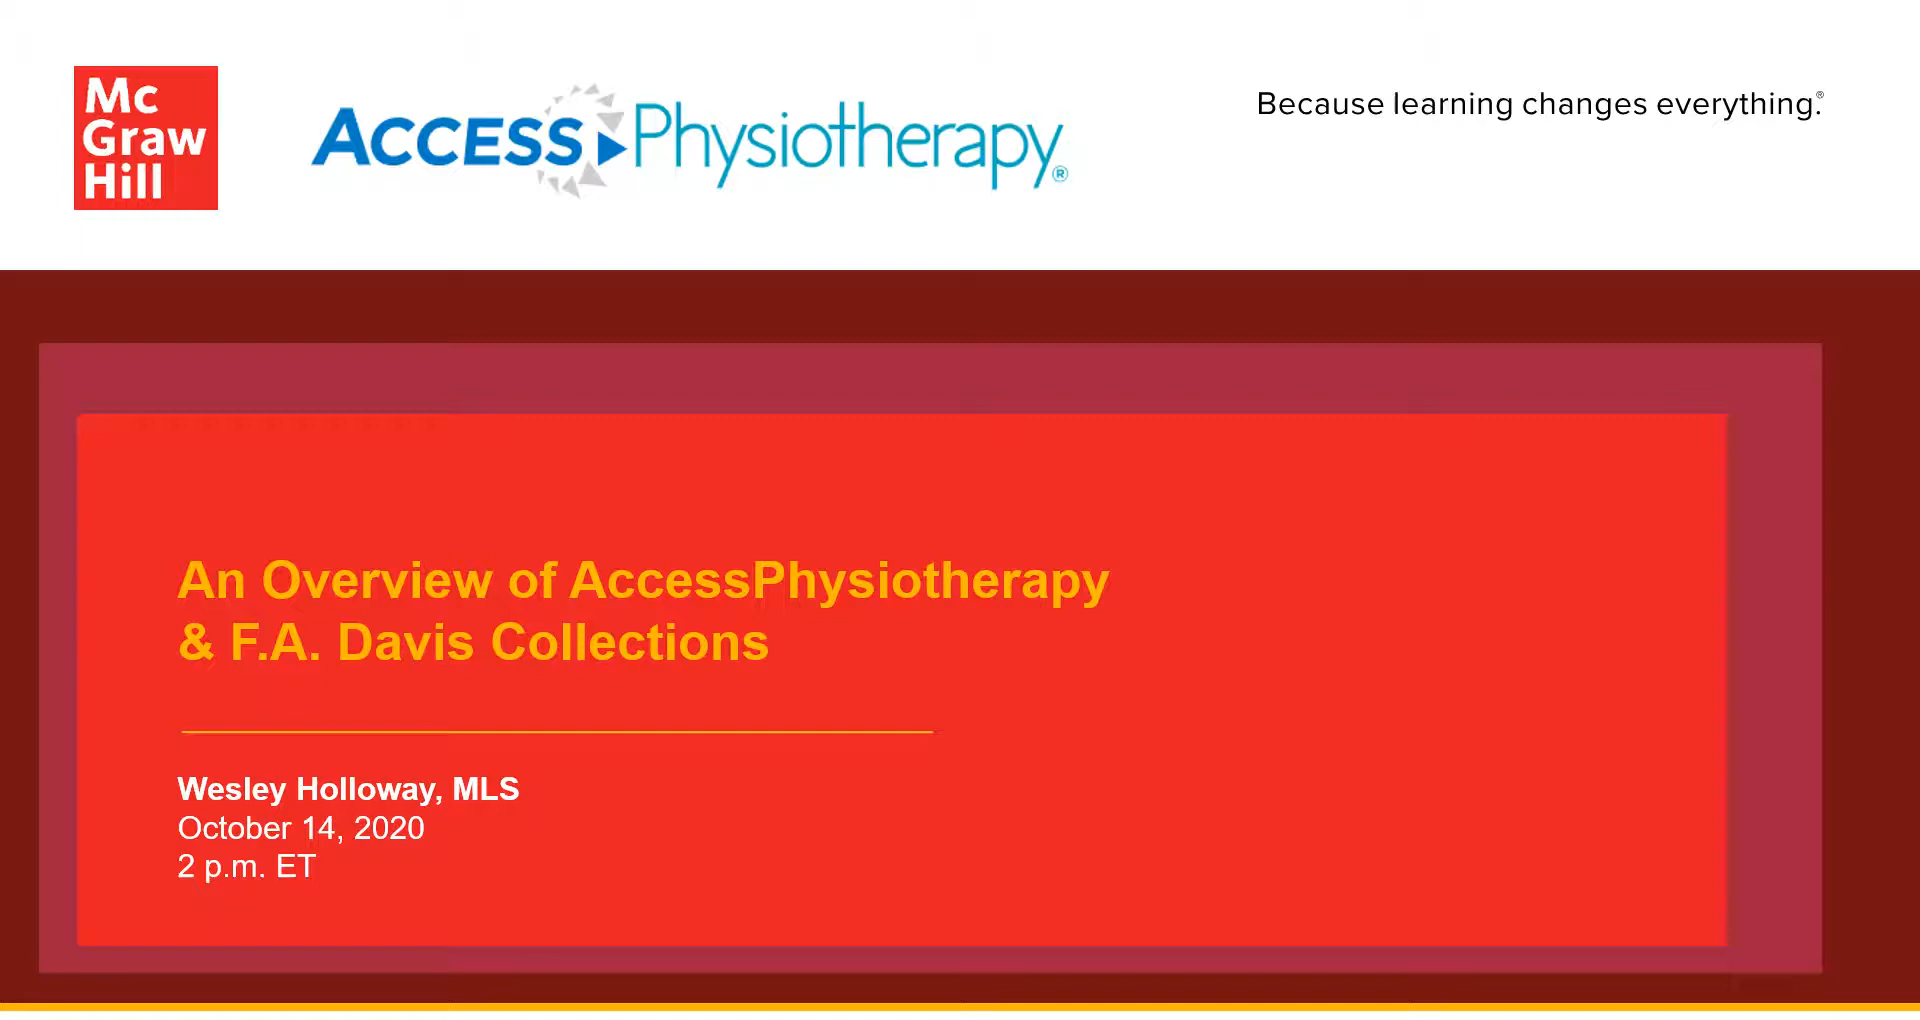 Mc
Graw
Hill
ACCESS Physiotherapy®
Because learning changes everything.®
An Overview of AccessPhysiotherapy
& F.A. Davis Collections
Wesley Holloway, MLS
October 14, 2020
2 p.m. ET